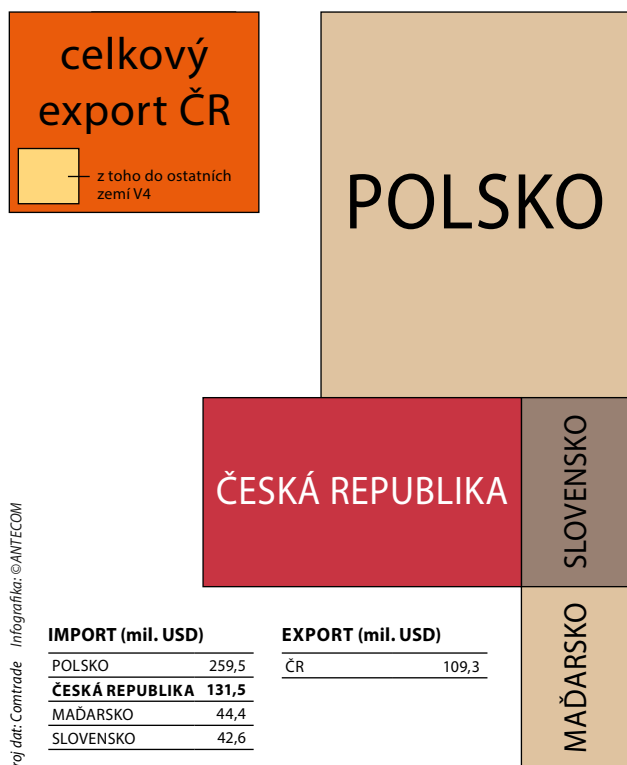 celkový
export ČR
z toho do ostatních
zemí V4
POLSKO
ČESKÁ REPUBLIKA
SLOVENSKO
MAĎARSKO
IMPORT (mil. USD)
POLSKO 259,5
ČESKÁ REPUBLIKA 131,5
MAĎARSKO 44,4
SLOVENSKO 42,6
EXPORT (mil. USD)
ČR 109,3
dat: Comtrade Infografika: ©ANTECOM